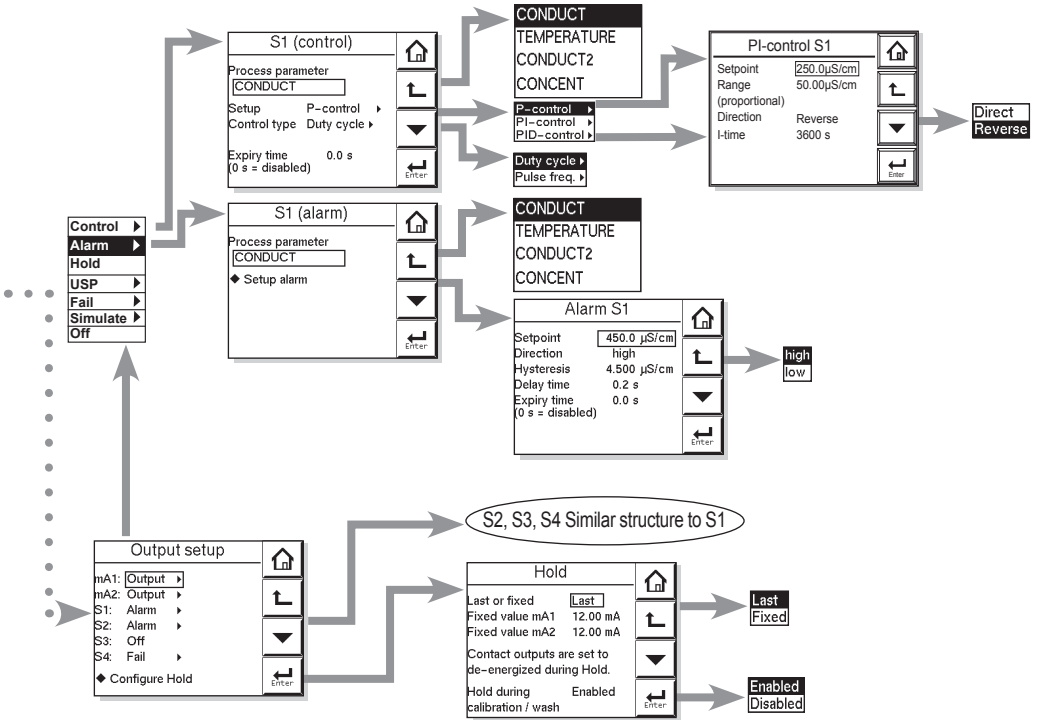 S1 (control)
Process parameter
CONDUCT
Setup P-control
Control type Duty cycle
Expiry time 0.0 s
(0 s = disabled)
Enter
CONDUCT
TEMPERATURE
CONDUCT2
CONCENT
P-control
PI-control
PID-control
Duty cycle
Pulse freq.
PI-control S1
Setpoint 250.0µS/cm
Range 50.00µS/cm
(proportional)
Direction Reverse
I-time 3600 s
Enter
Direct
Reverse
Control
Alarm
Hold
USP
Fail
Simulate
Off
S1 (alarm)
Process parameter
CONDUCT
◆ Setup alarm
Enter
CONDUCT
TEMPERATURE
CONDUCT2
CONCENT
Alarm S1
Setpoint 450.0 µS/cm
Direction high
Hysteresis 4.500 µS/cm
Delay time 0.2 s
Expiry time 0.0 s
(0 s = disabled)
Enter
high
low
S2, S3, S4 Similar structure to S1
Output setup
mA1: Output
mA2: Output
S1: Alarm
S2: Alarm
S3: Off
S4: Fail
◆ Configure Hold
Enter
Hold
Last or fixed Last
Fixed value mA1 12.00 mA
Fixed value mA2 12.00 mA
Contact outputs are set to
de-energized during Hold.
Hold during Enabled
calibration / wash
Enter
Last
Fixed
Enabled
Disabled